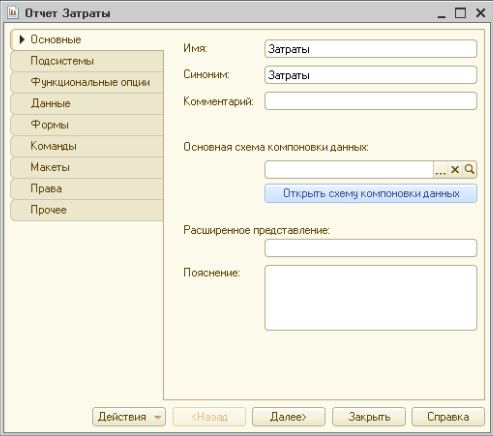 Отчет Затраты
Основные
Подсистемы
Функциональные опции
Данные
Формы
Команды
Макеты
Права
Прочее
Имя: Затраты
Синоним: Затраты
Комментарий:
Основная схема компоновки данных:
...
Открыть схему компоновки данных
Расширенное представление:
Пояснение:
Действия <Назад Далее> Закрыть Справка